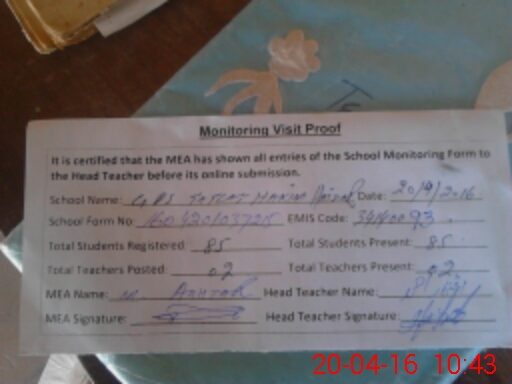 Monitoring Visit Proof
It is certified that the MEA has shown all entries of the School Monitoring Form to
the Head Teacher before its online submission.
School Name: GPS Date: 20/4/2016
School Form No: EMIS Code:
Total Students Registered: 85 Total Students Present: 85
Total Teachers Posted: 02 Total Teachers Present: 02
MEA Name: M. AKHTAR Head Teacher Name:
MEA Signature: Head Teacher Signature:
20-04-16 10:43